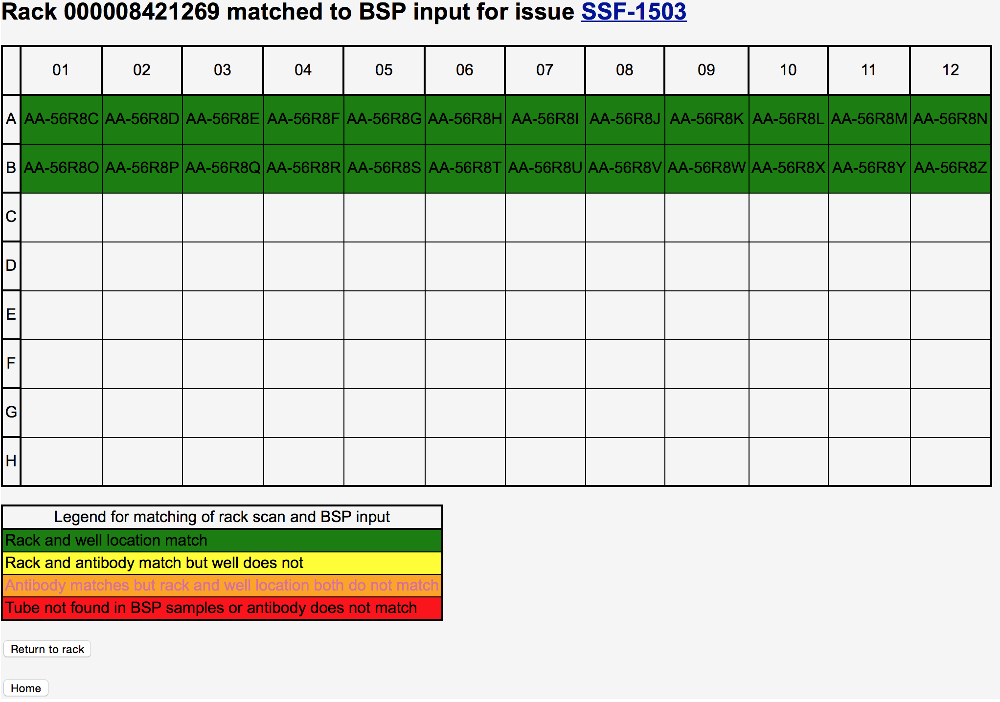 Rack 000008421269 matched to BSP input for issue SSF-1503
01 02 03 04 05 06 07 08 09 10 11 12
A AA-56R8C AA-56R8D AA-56R8E AA-56R8F AA-56R8G AA-56R8H AA-56R8I AA-56R8J AA-56R8K AA-56R8L AA-56R8M AA-56R8N
B AA-56R8O AA-56R8P AA-56R8Q AA-56R8R AA-56R8S AA-56R8T AA-56R8U AA-56R8V AA-56R8W AA-56R8X AA-56R8Y AA-56R8Z
C
D
E
F
G
H
Legend for matching of rack scan and BSP input
Rack and well location match
Rack and antibody match but well does not
Antibody matches but rack and well location both do not match
Tube not found in BSP samples or antibody does not match
Return to rack
Home